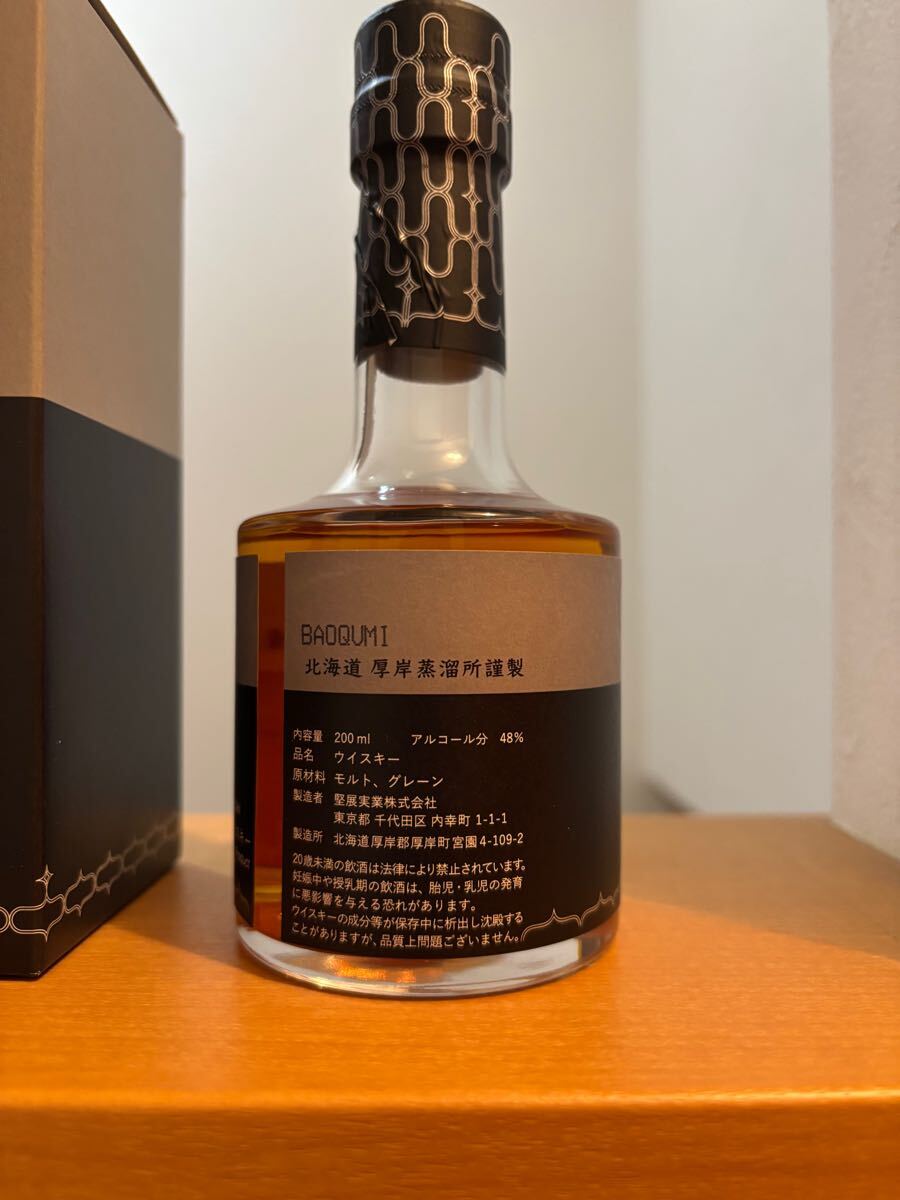 BAOQUMI
北海道 厚岸蒸溜所謹製
内容量 200ml アルコール分 48%
品名 ウイスキー
原材料 モルト、グレーン
製造者 堅展実業株式会社
東京都 千代田区 内幸町 1-1-1
製造所 北海道厚岸郡厚岸町宮園4-109-2
20歳未満の飲酒は法律により禁止されています。
妊娠中や授乳期の飲酒は、胎児・乳児の発育
に悪影響を与える恐れがあります。
ウイスキーの成分等が保存中に析出し沈殿する
ことがありますが、品質上問題ございません。